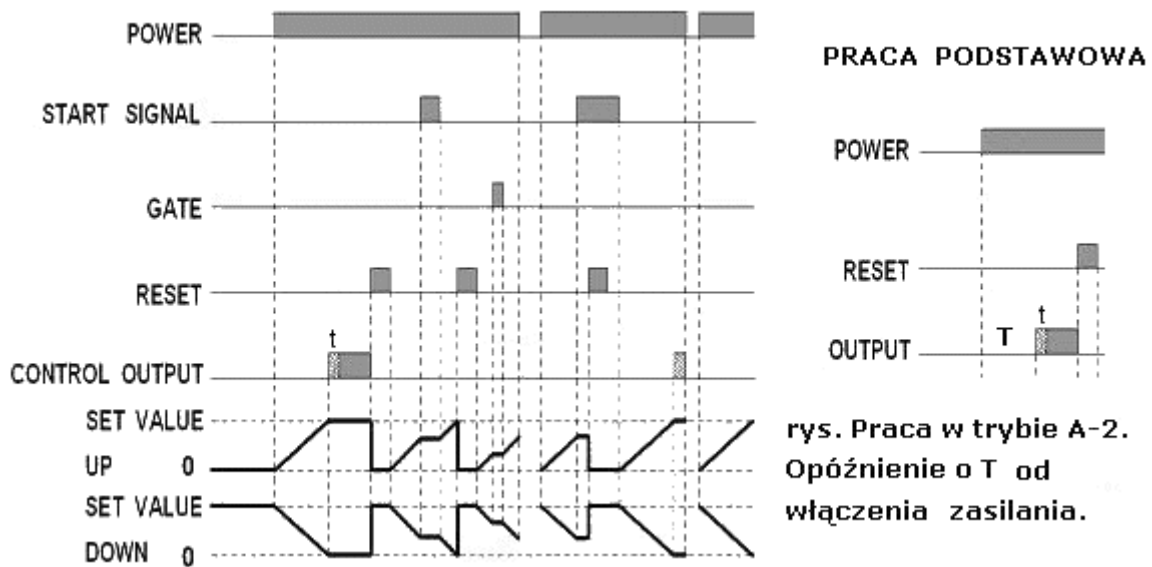 POWER
START SIGNAL
GATE
RESET
t
CONTROL OUTPUT
SET VALUE
UP 0
SET VALUE
DOWN 0
PRACA PODSTAWOWA
POWER
RESET
t
T
OUTPUT
rys. Praca w trybie A-2.
Opóźnienie o T od
włączenia zasilania.